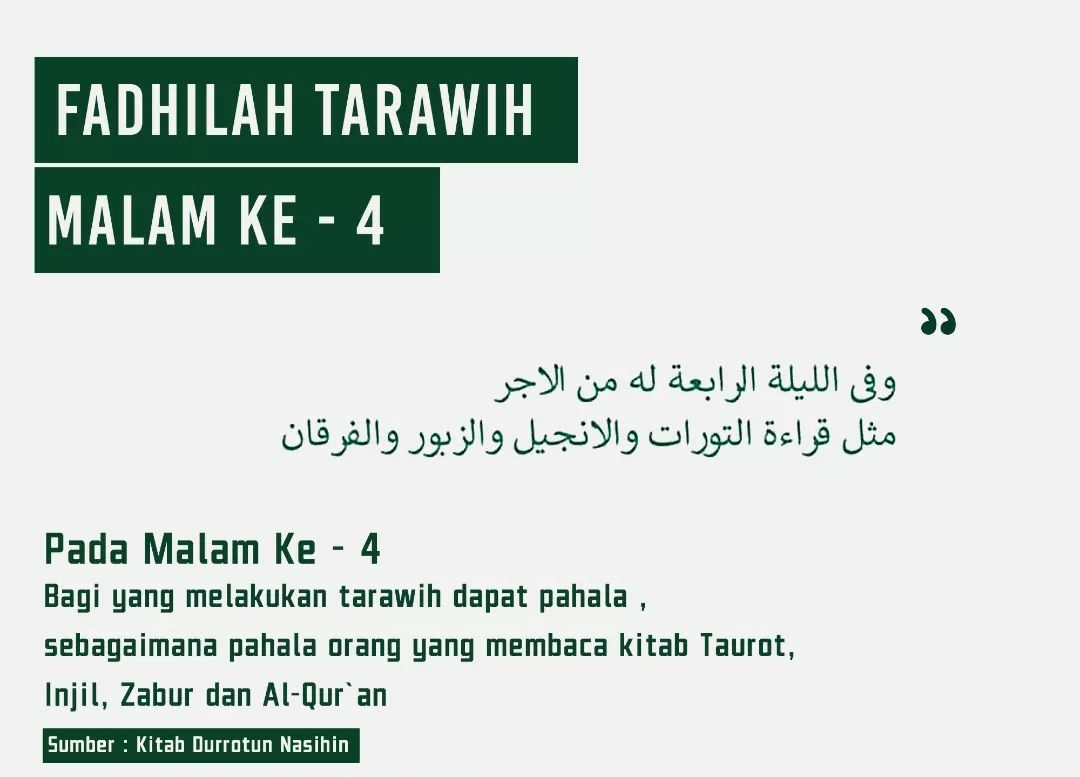 FADHILAH TARAWIH
MALAM KE - 4
”
وفى الليلة الرابعة له من الاجر
مثل قراءة التورات والانجيل والزبور والفرقان
Pada Malam Ke - 4
Bagi yang melakukan tarawih dapat pahala ,
sebagaimana pahala orang yang membaca kitab Taurot,
Injil, Zabur dan Al-Qur`an
Sumber : Kitab Durrotun Nasihin